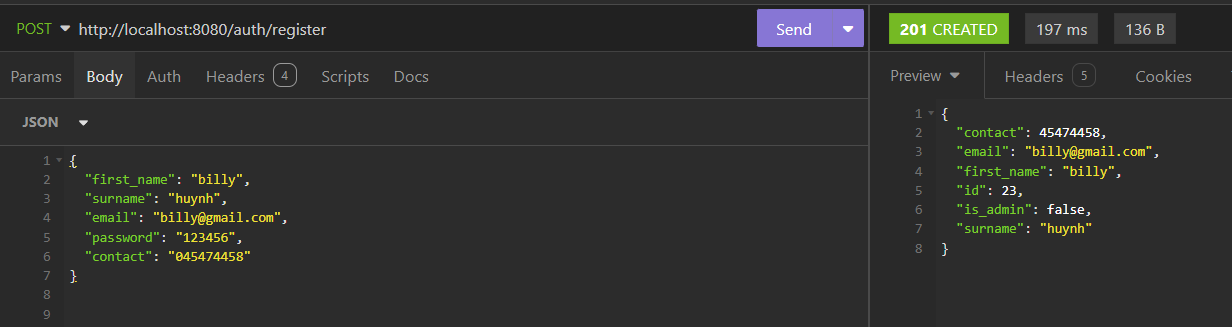 POST http://localhost:8080/auth/register Send
201 CREATED 197 ms 136 B
Params Body Auth Headers 4 Scripts Docs
Preview Headers 5 Cookies
JSON
1 {
2 "first_name": "billy",
3 "surname": "huynh",
4 "email": "billy@gmail.com",
5 "password": "123456",
6 "contact": "045474458"
7 }
8
9
1 {
2 "contact": 45474458,
3 "email": "billy@gmail.com",
4 "first_name": "billy",
5 "id": 23,
6 "is_admin": false,
7 "surname": "huynh"
8 }